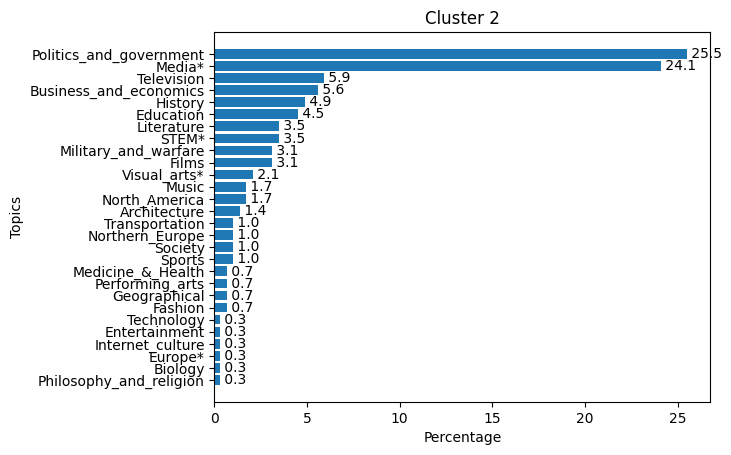 Cluster 2
Politics_and_government 25.5
Media* 24.1
Television 5.9
Business_and_economics 5.6
History 4.9
Education 4.5
Literature 3.5
STEM* 3.5
Military_and_warfare 3.1
Films 3.1
Visual_arts* 2.1
Music 1.7
North_America 1.7
Architecture 1.4
Transportation 1.0
Northern_Europe 1.0
Society 1.0
Sports 1.0
Medicine_&_Health 0.7
Performing_arts 0.7
Geographical 0.7
Fashion 0.7
Technology 0.3
Entertainment 0.3
Internet_culture 0.3
Europe* 0.3
Biology 0.3
Philosophy_and_religion 0.3
Topics
0 5 10 15 20 25
Percentage